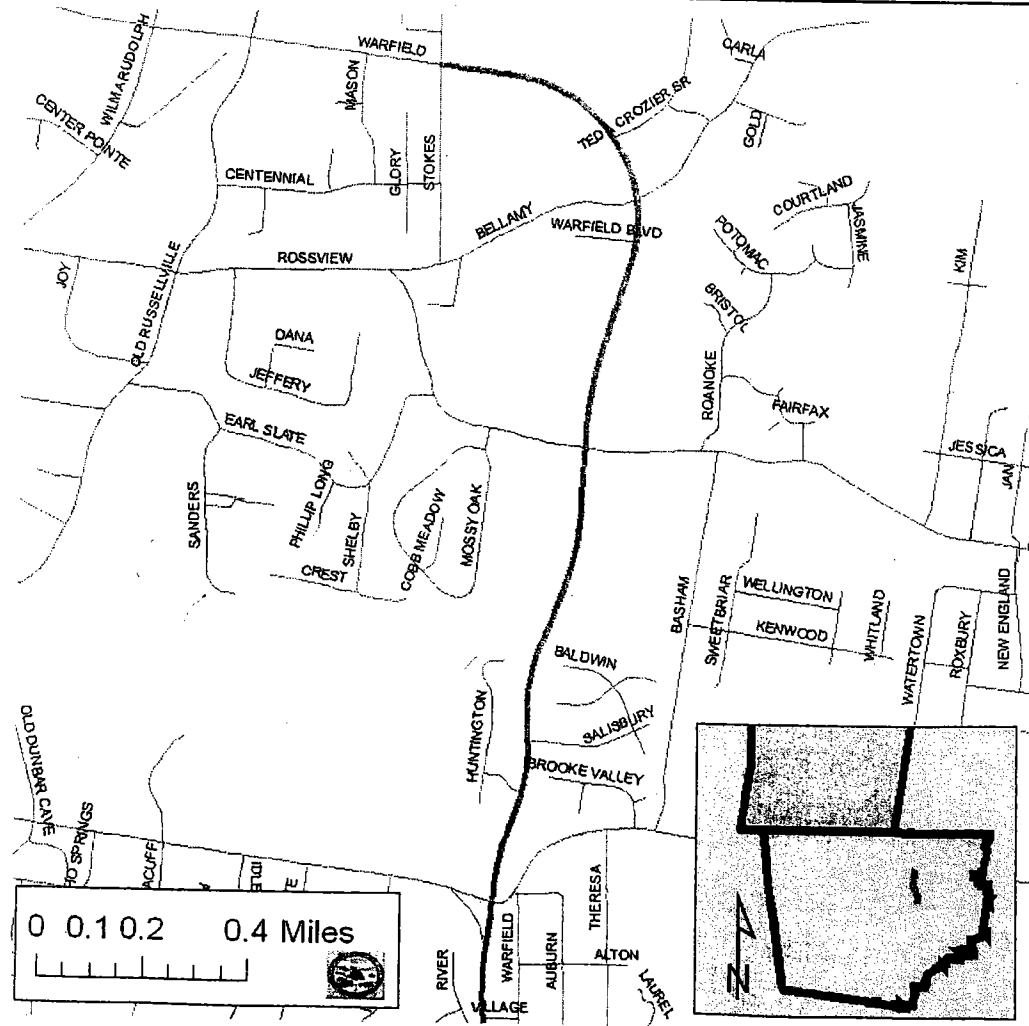 WARFIELD
WILMA RUDOLPH
CARLA
MASON
TED CROZIER SR
CENTER POINTE
GOLD
GLORY
STOKES
CENTENNIAL
COURTLAND
JASMINE
BELLAMY
WARFIELD BLVD
POTOMAC
ROSSVIEW
JOY
KIM
OLD RUSSELLVILLE
BRISTOL
DANA
JEFFERY
ROANOKE
FAIRFAX
EARL SLATE
JESSICA
JAN
PHILLIP LONG
SANDERS
SHELBY
COBB MEADOW
MOSSY OAK
CREST
WELLINGTON
BASHAM
SWEETBRIAR
KENWOOD
WHITLAND
WATERTOWN
ROXBURY
NEW ENGLAND
BALDWIN
HUNTINGTON
SALISBURY
OLD DUNBAR CAVE
BROOKE VALLEY
HO SPRINGS
ACUFF
IDLE
THERESA
0 0.1 0.2 0.4 Miles
RIVER
WARFIELD
AUBURN
ALTON
LAUREL
VILLAGE
N